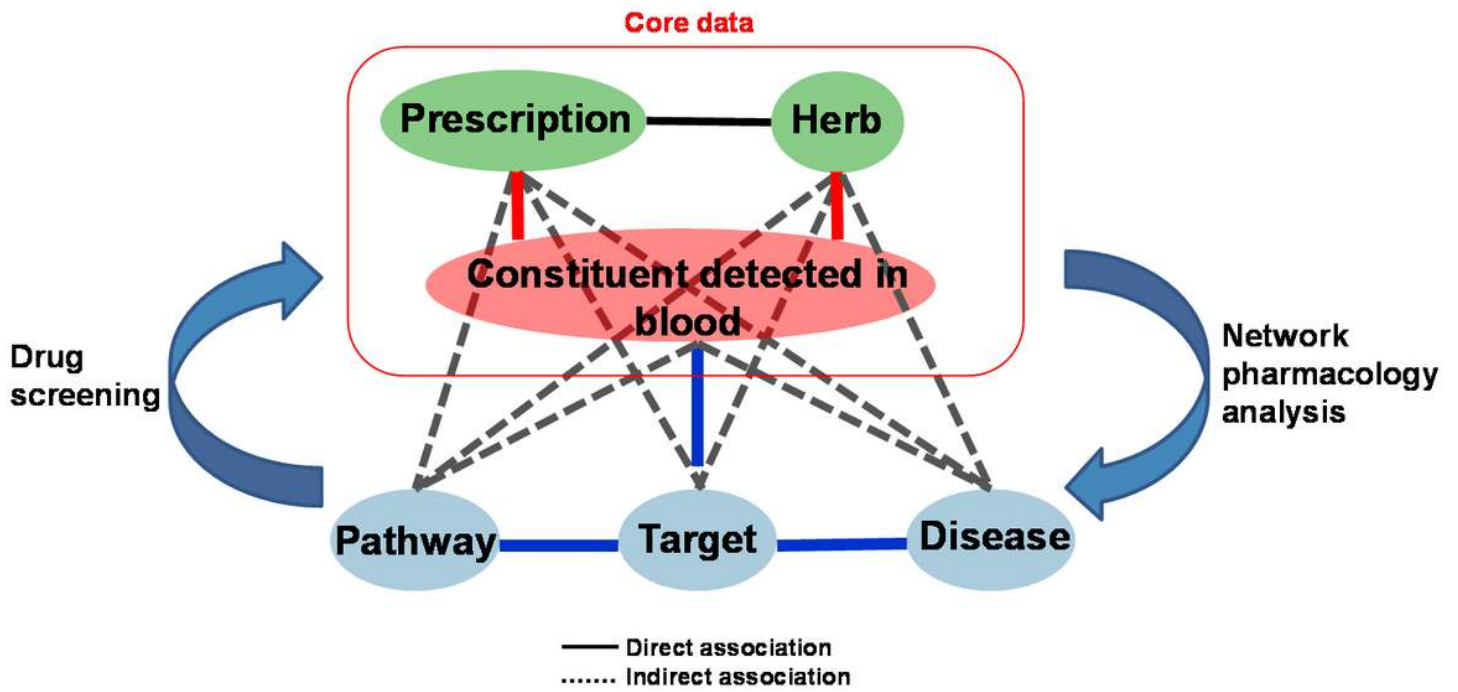 Core data
Prescription
Herb
Constituent detected in
blood
Drug
screening
Network
pharmacology
analysis
Pathway
Target
Disease
Direct association
Indirect association